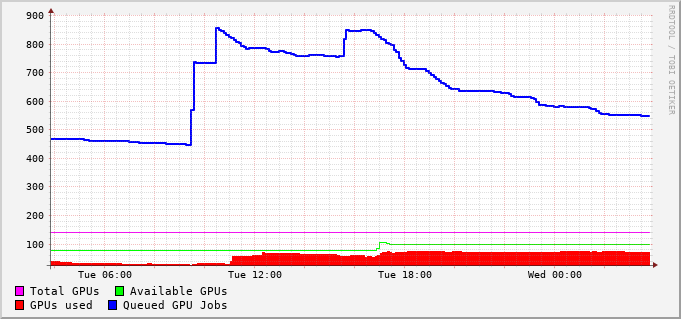 900
800
700
600
500
400
300
200
100
Tue 06:00 Tue 12:00 Tue 18:00 Wed 00:00
Total GPUs Available GPUs
GPUs used Queued GPU Jobs
RRDTOOL / TOBI OETIKER